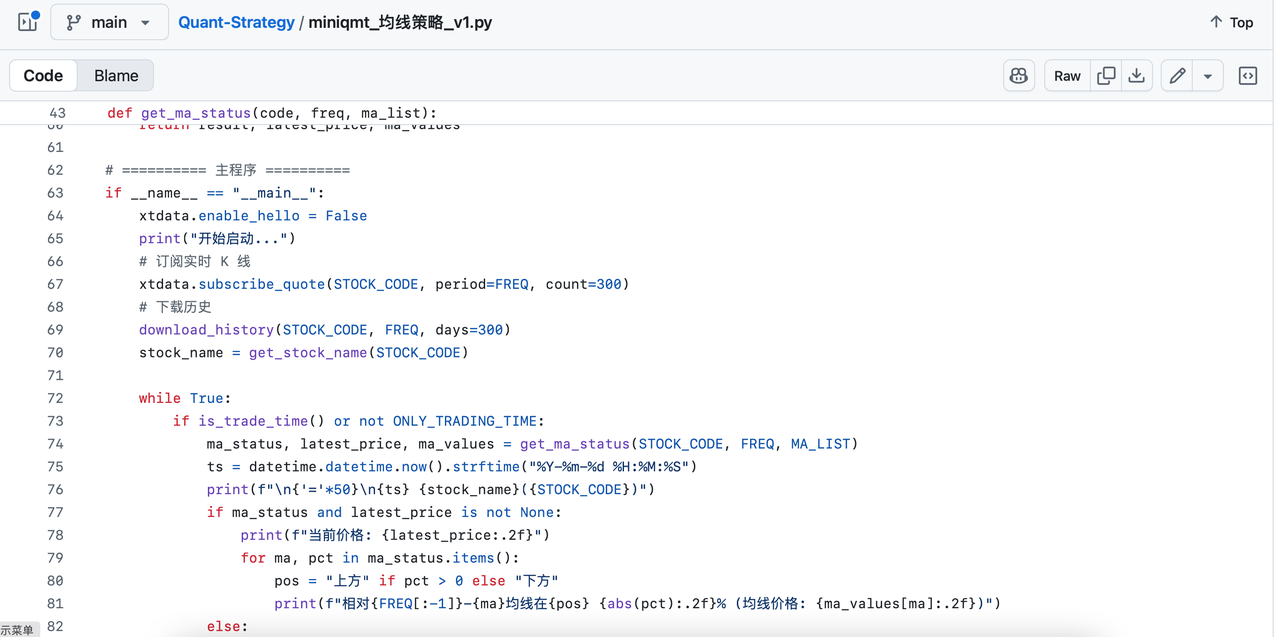 main
Quant-Strategy / miniqmt_均线策略_v1.py
Top
Code
Blame
Raw
43 def get_ma_status(code, freq, ma_list):
60 return result, latest_price, ma_values
61
62 # ========== 主程序 ==========
63 if __name__ == "__main__":
64 xtdata.enable_hello = False
65 print("开始启动...")
66 # 订阅实时 K 线
67 xtdata.subscribe_quote(STOCK_CODE, period=FREQ, count=300)
68 # 下载历史
69 download_history(STOCK_CODE, FREQ, days=300)
70 stock_name = get_stock_name(STOCK_CODE)
71
72 while True:
73 if is_trade_time() or not ONLY_TRADING_TIME:
74 ma_status, latest_price, ma_values = get_ma_status(STOCK_CODE, FREQ, MA_LIST)
75 ts = datetime.datetime.now().strftime("%Y-%m-%d %H:%M:%S")
76 print(f"\n{'='*50}\n{ts} {stock_name}({STOCK_CODE})")
77 if ma_status and latest_price is not None:
78 print(f"当前价格: {latest_price:.2f}")
79 for ma, pct in ma_status.items():
80 pos = "上方" if pct > 0 else "下方"
81 print(f"相对{FREQ[:-1]}-{ma}均线在{pos} {abs(pct):.2f}% (均线价格: {ma_values[ma]:.2f})")
82 else:
示菜单